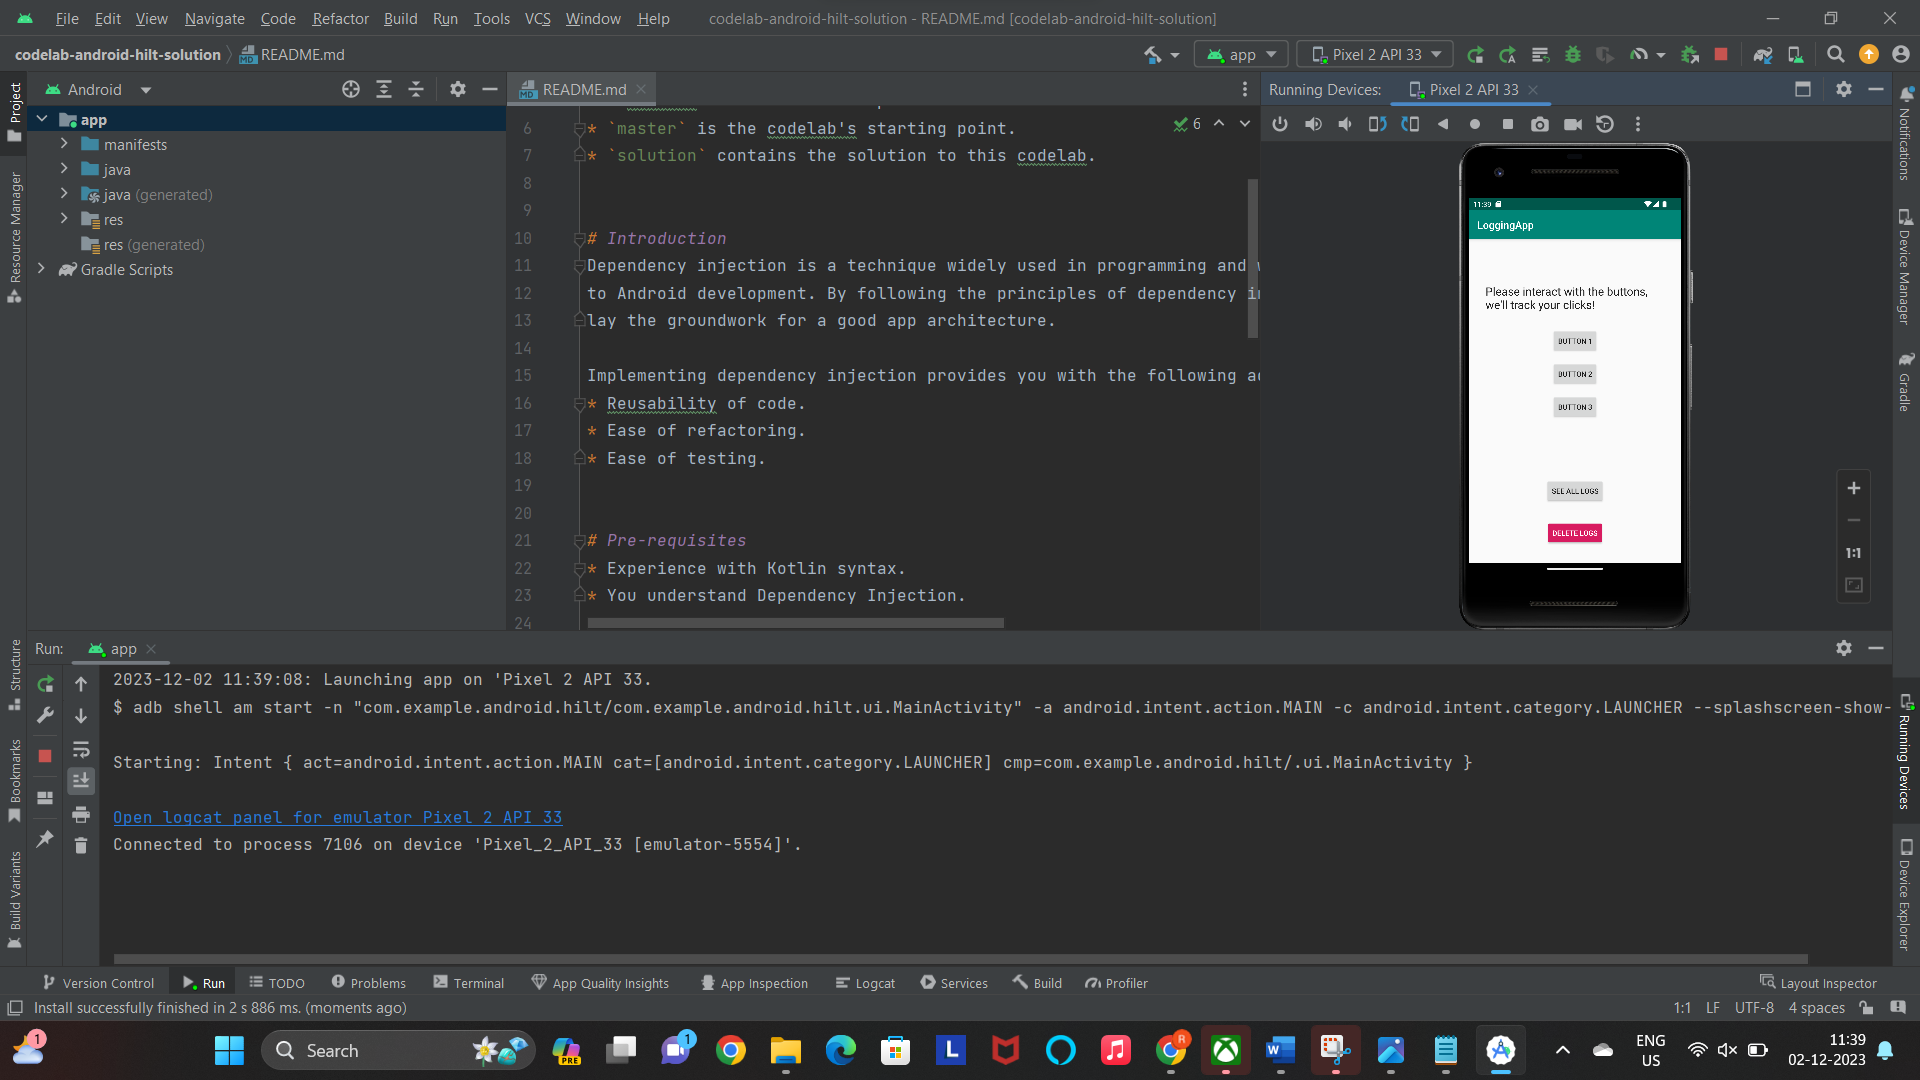 File Edit View Navigate Code Refactor Build Run Tools VCS Window Help codelab-android-hilt-solution - README.md [codelab-android-hilt-solution]
codelab-android-hilt-solution README.md app Pixel 2 API 33
Project
Resource Manager
Structure
Bookmarks
Build Variants
Android
app
manifests
java
java (generated)
res
res (generated)
Gradle Scripts
README.md
6
6 * `master` is the codelab's starting point.
7 * `solution` contains the solution to this codelab.
8
9
10 # Introduction
11 Dependency injection is a technique widely used in programming and
12 to Android development. By following the principles of dependency
13 lay the groundwork for a good app architecture.
14
15 Implementing dependency injection provides you with the following
16 * Reusability of code.
17 * Ease of refactoring.
18 * Ease of testing.
19
20
21 # Pre-requisites
22 * Experience with Kotlin syntax.
23 * You understand Dependency Injection.
24
Running Devices: Pixel 2 API 33
11:39
LoggingApp
Please interact with the buttons,
we'll track your clicks!
BUTTON 1
BUTTON 2
BUTTON 3
SEE ALL LOGS
DELETE LOGS
1:1
Notifications
Device Manager
Gradle
Running Devices
Device Explorer
Run: app
2023-12-02 11:39:08: Launching app on 'Pixel 2 API 33.
$ adb shell am start -n "com.example.android.hilt/com.example.android.hilt.ui.MainActivity" -a android.intent.action.MAIN -c android.intent.category.LAUNCHER --splashscreen-show-
Starting: Intent { act=android.intent.action.MAIN cat=[android.intent.category.LAUNCHER] cmp=com.example.android.hilt/.ui.MainActivity }
Open logcat panel for emulator Pixel 2 API 33
Connected to process 7106 on device 'Pixel_2_API_33 [emulator-5554]'.
Version Control Run TODO Problems Terminal App Quality Insights App Inspection Logcat Services Build Profiler Layout Inspector
Install successfully finished in 2 s 886 ms. (moments ago) 1:1 LF UTF-8 4 spaces
1 Search PRE 1 L R W ENG
US
11:39
02-12-2023